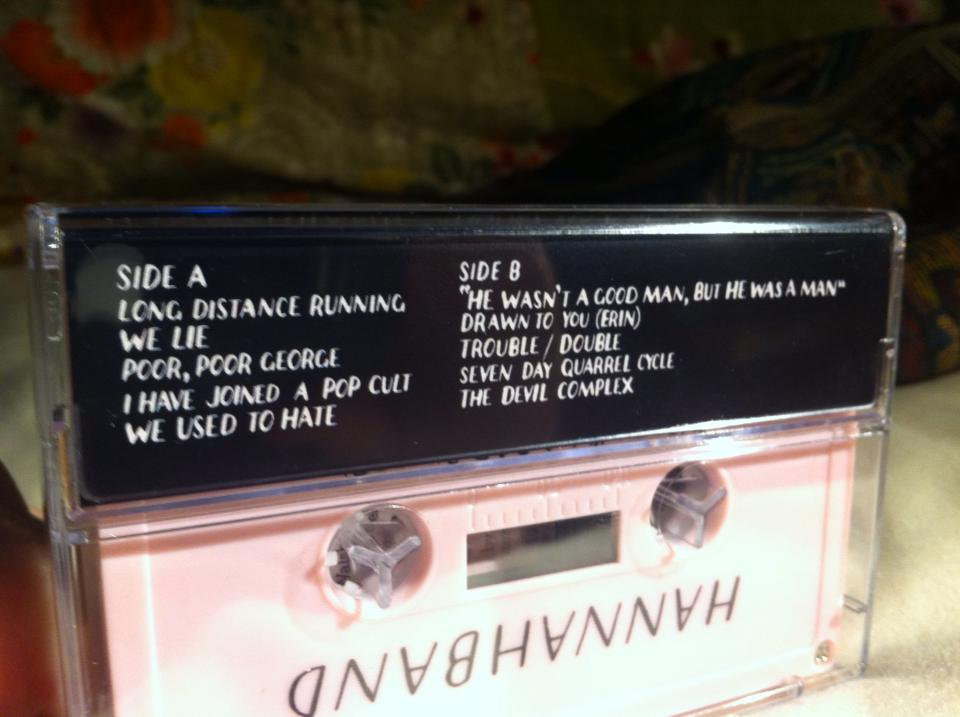 SIDE A
LONG DISTANCE RUNNING
WE LIE
POOR, POOR GEORGE
I HAVE JOINED A POP CULT
WE USED TO HATE
SIDE B
"HE WASN'T A GOOD MAN, BUT HE WAS A MAN"
DRAWN TO YOU (ERIN)
TROUBLE / DOUBLE
SEVEN DAY QUARREL CYCLE
THE DEVIL COMPLEX
HANNAHBAND